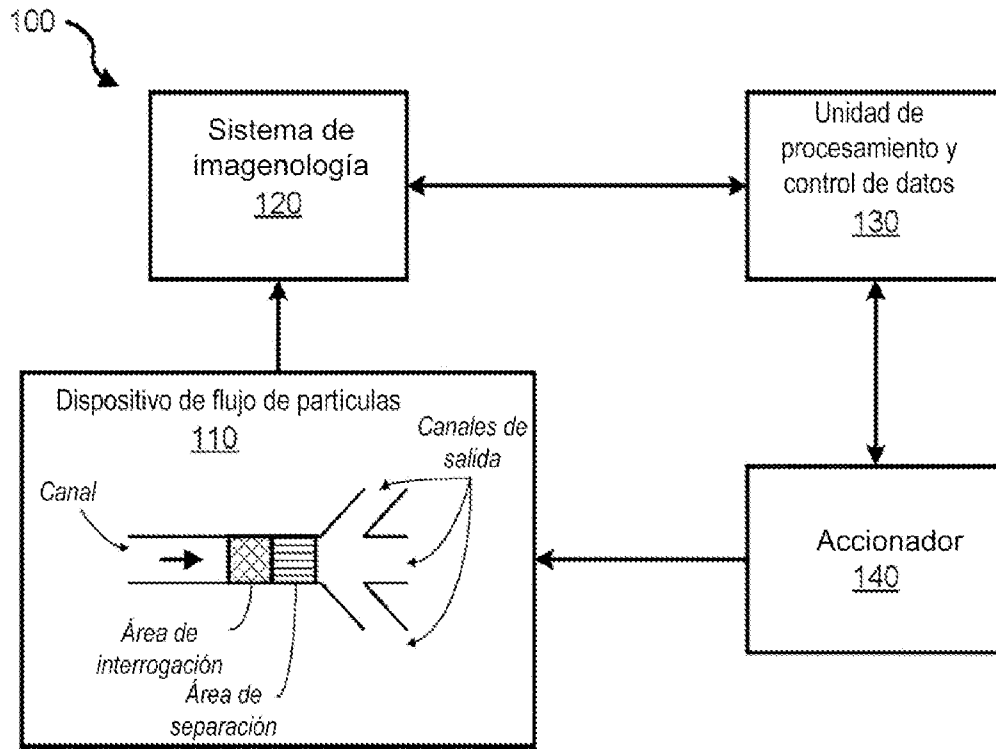 100
Sistema de
imagenología
120
Unidad de
procesamiento y
control de datos
130
Dispositivo de flujo de particulas
110
Canales de
salida
Canal
Área de
interrogación
Área de
separación
Accionador
140